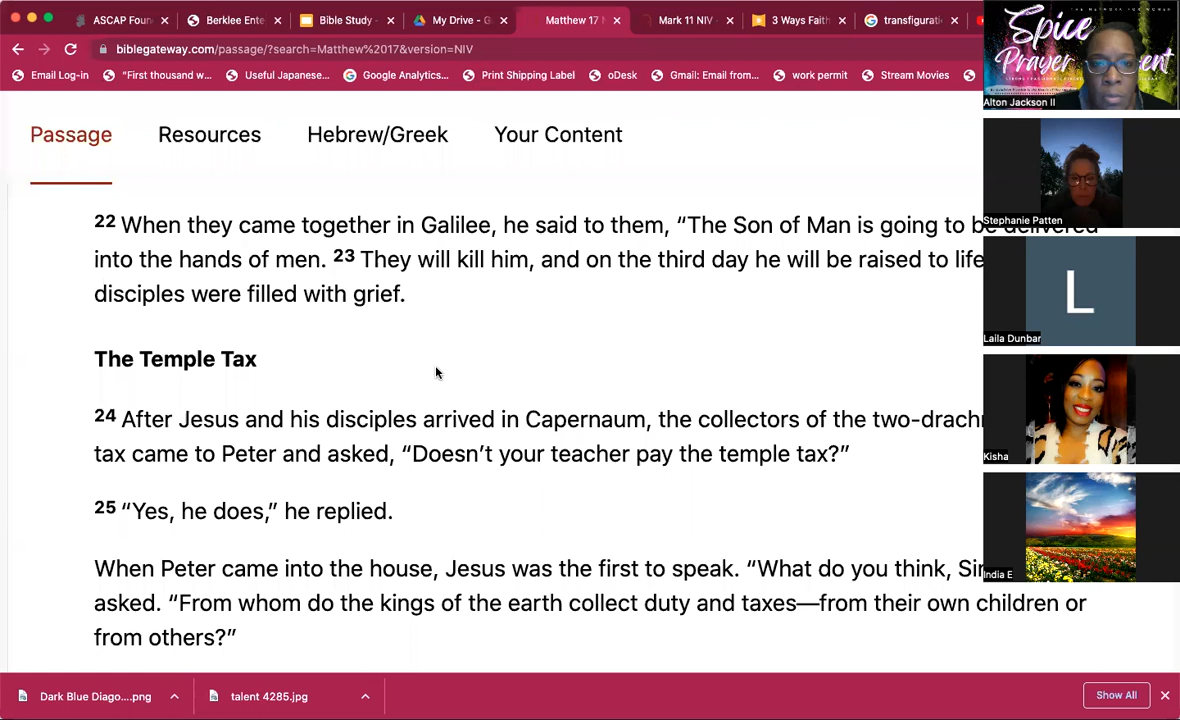 ASCAP Foun
Berklee Ente
Bible Study -
My Drive - G
Matthew 17 N
Mark 11 NIV -
3 Ways Faith
transfigurati
biblegateway.com/passage/?search=Matthew%2017&version=NIV
Email Log-in
"First thousand w...
Useful Japanese...
Google Analytics...
Print Shipping Label
oDesk
Gmail: Email from...
work permit
Stream Movies
Passage
Resources
Hebrew/Greek
Your Content
22 When they came together in Galilee, he said to them, “The Son of Man is going to be delivered
into the hands of men. 23 They will kill him, and on the third day he will be raised to life
disciples were filled with grief.
The Temple Tax
24 After Jesus and his disciples arrived in Capernaum, the collectors of the two-drachm
tax came to Peter and asked, “Doesn’t your teacher pay the temple tax?”
25 “Yes, he does,” he replied.
When Peter came into the house, Jesus was the first to speak. “What do you think, Sim
asked. “From whom do the kings of the earth collect duty and taxes—from their own children or
from others?”
Spice
Prayer
ent
Alton Jackson II
Stephanie Patten
L
Laila Dunbar
Kisha
India E
Dark Blue Diago....png
talent 4285.jpg
Show All